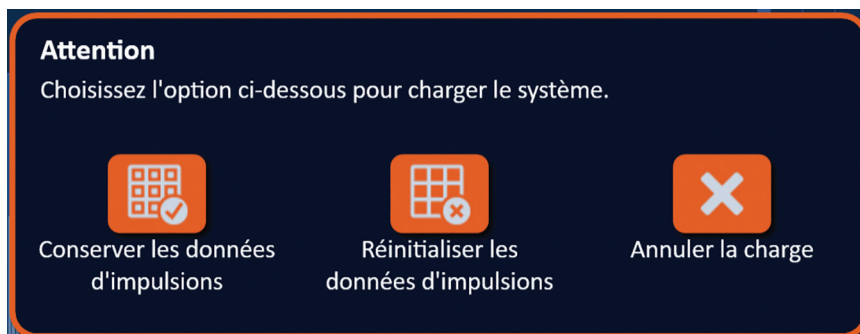 Attention
Choisissez l'option ci-dessous pour charger le système.
Conserver les données
d'impulsions
Réinitialiser les
données d'impulsions
Annuler la charge